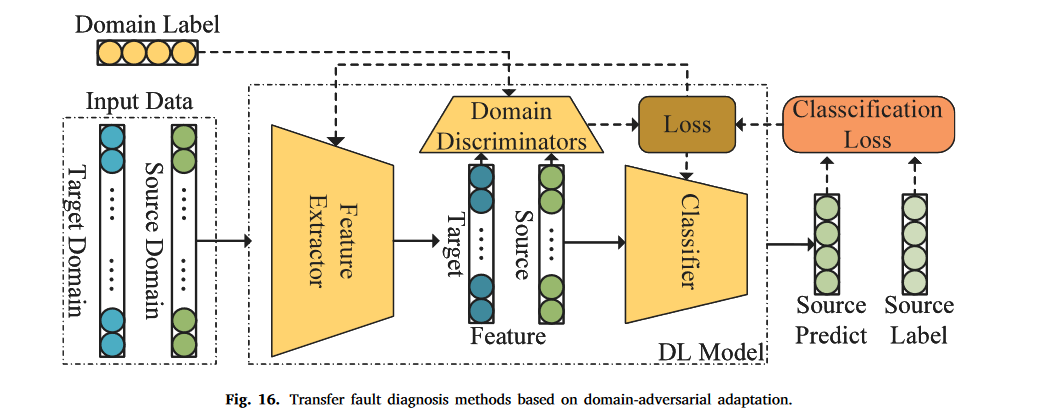 Domain Label
Input Data
Target Domain
Source Domain
Feature
Extractor
Domain
Discriminators
Target
Source
Feature
Loss
Classifier
Classcification
Loss
Source
Predict
Source
Label
DL Model
Fig. 16. Transfer fault diagnosis methods based on domain-adversarial adaptation.